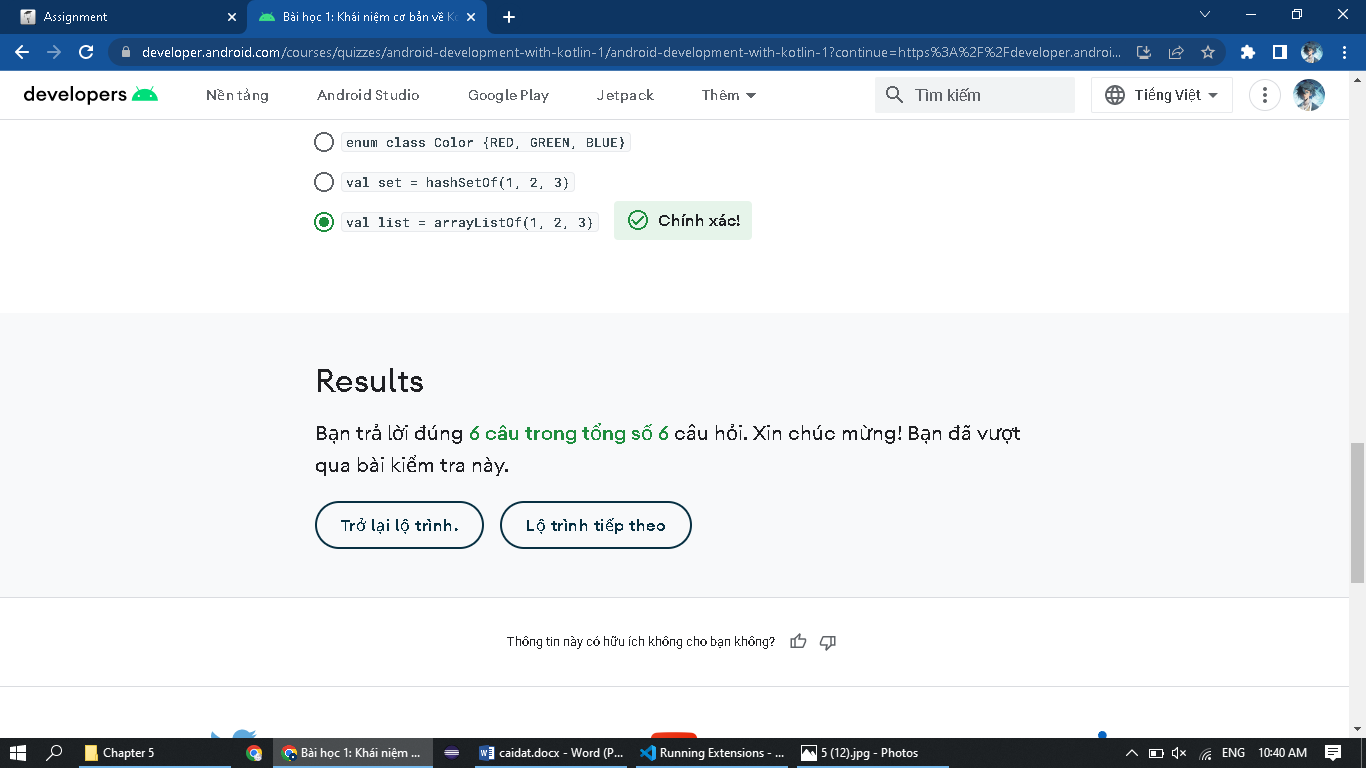 Assignment
Bài học 1: Khái niệm cơ bản về Ko
developer.android.com/courses/quizzes/android-development-with-kotlin-1/android-development-with-kotlin-1?continue=https%3A%2F%2Fdeveloper.androi...
developers
Nền tảng
Android Studio
Google Play
Jetpack
Thêm
Tìm kiếm
Tiếng Việt
enum class Color {RED, GREEN, BLUE}
val set = hashSetOf(1, 2, 3)
val list = arrayListOf(1, 2, 3)
Chính xác!
Results
Bạn trả lời đúng 6 câu trong tổng số 6 câu hỏi. Xin chúc mừng! Bạn đã vượt
qua bài kiểm tra này.
Trở lại lộ trình.
Lộ trình tiếp theo
Thông tin này có hữu ích không cho bạn không?
Chapter 5
Bài học 1: Khái niệm ...
caidat.docx - Word (P...
Running Extensions - ...
5 (12).jpg - Photos
ENG
10:40 AM